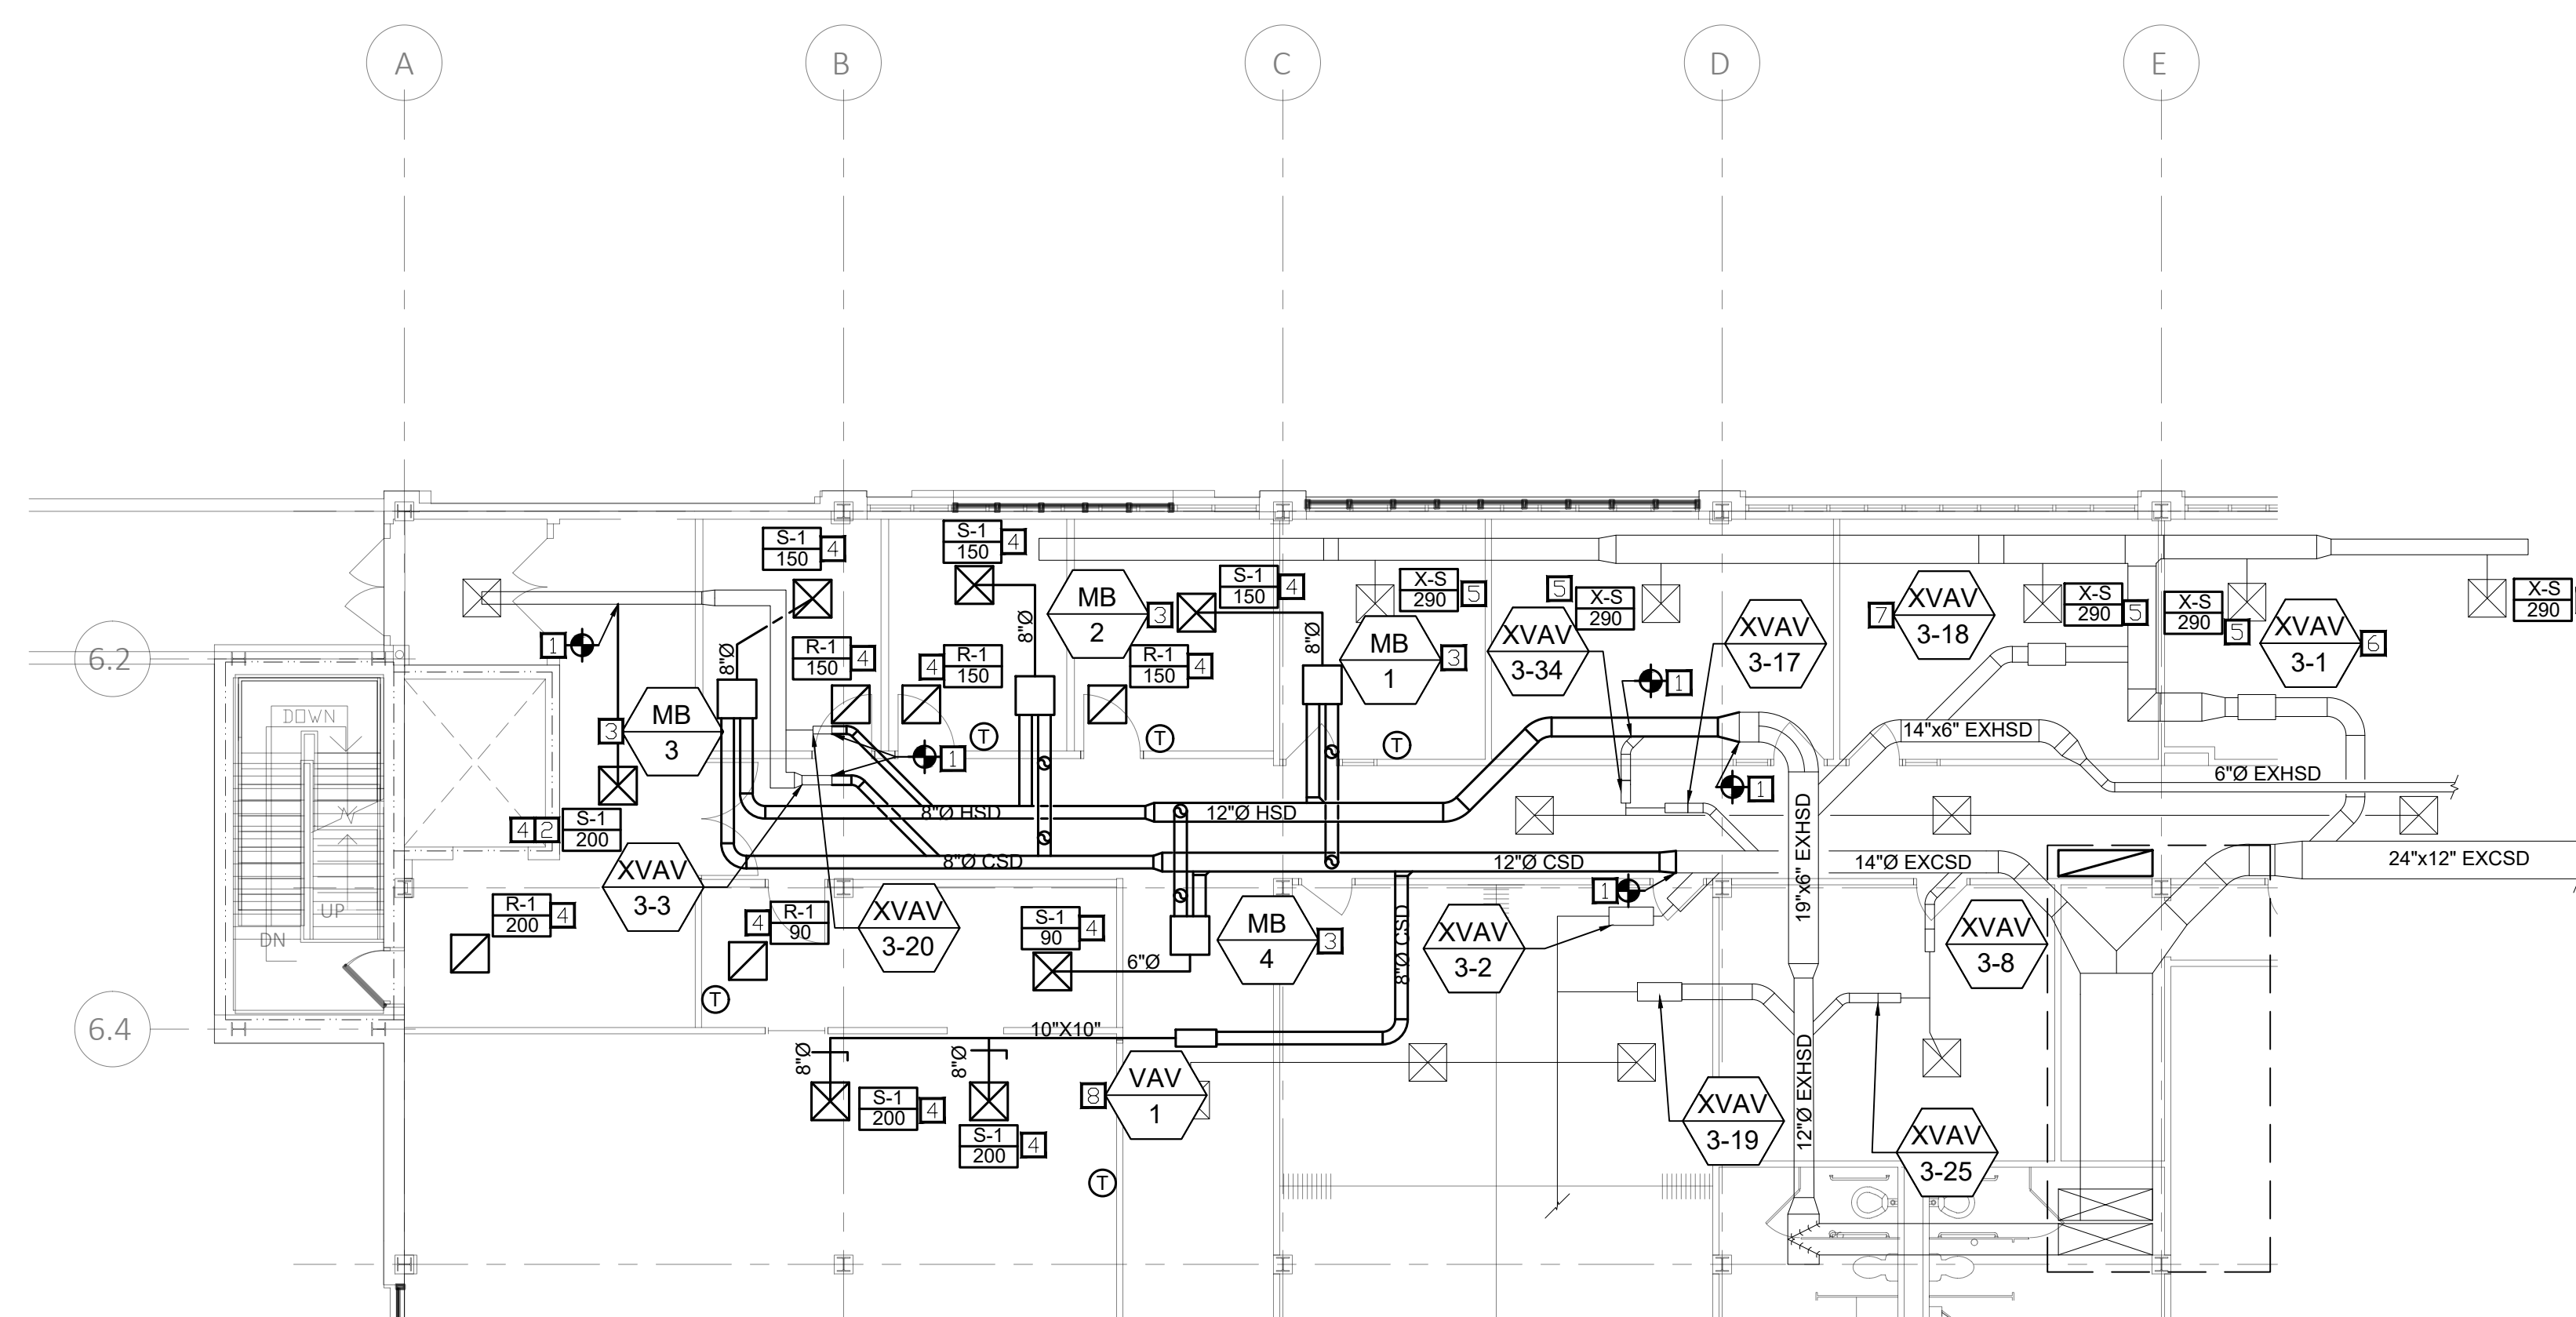 A
B
C
D
E
S-1
150
4
S-1
150
4
S-1
150
4
X-S
290
5
5
X-S
290
X-S
290
5
X-S
290
5
X-S
290
MB
2
3
MB
1
3
XVAV
3-34
XVAV
3-17
7
XVAV
3-18
XVAV
3-1
6
6.2
1
8"Ø
R-1
150
4
4
R-1
150
8"Ø
R-1
150
4
8"Ø
1
DOWN
3
MB
3
T
T
T
1
1
14"x6" EXHSD
6"Ø EXHSD
4
2
S-1
200
8"Ø HSD
12"Ø HSD
19"x6" EXHSD
XVAV
3-3
8"Ø CSD
12"Ø CSD
14"Ø EXCSD
24"x12" EXCSD
1
UP
DN
R-1
200
4
4
R-1
90
XVAV
3-20
S-1
90
4
6"Ø
MB
4
3
8"Ø CSD
XVAV
3-2
XVAV
3-8
T
6.4
10"X10"
8"Ø
8"Ø
8
VAV
1
S-1
200
4
S-1
200
4
T
XVAV
3-19
12"Ø EXHSD
XVAV
3-25